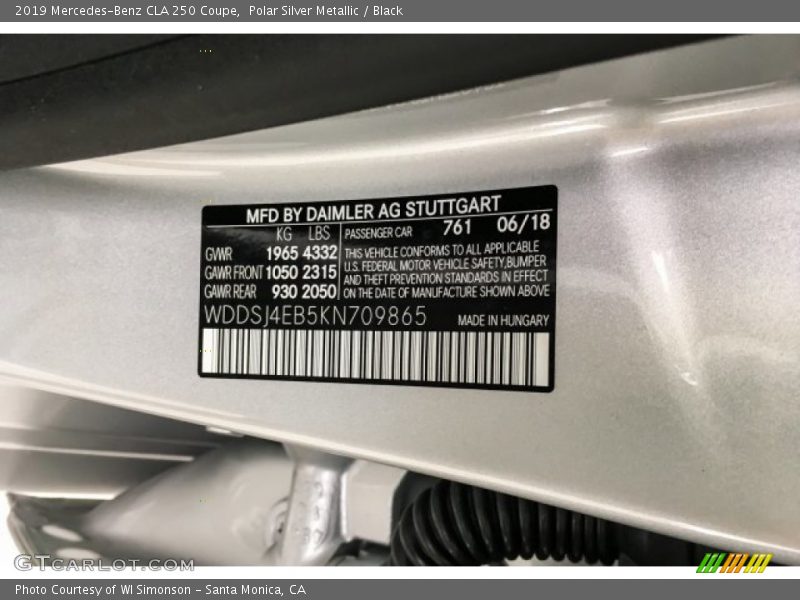 2019 Mercedes-Benz CLA 250 Coupe,  Polar Silver Metallic / Black
MFD BY DAIMLER AG STUTTGART
KG LBS PASSENGER CAR 761 06/18
GVWR 1965 4332 THIS VEHICLE CONFORMS TO ALL APPLICABLE
GAWR FRONT 1050 2315 U.S. FEDERAL MOTOR VEHICLE SAFETY,BUMPER
GAWR REAR 930 2050 AND THEFT PREVENTION STANDARDS IN EFFECT
ON THE DATE OF MANUFACTURE SHOWN ABOVE
WDDSJ4EB5KN709865 MADE IN HUNGARY
GTCARLOT.COM
Photo Courtesy of WI Simonson - Santa Monica, CA